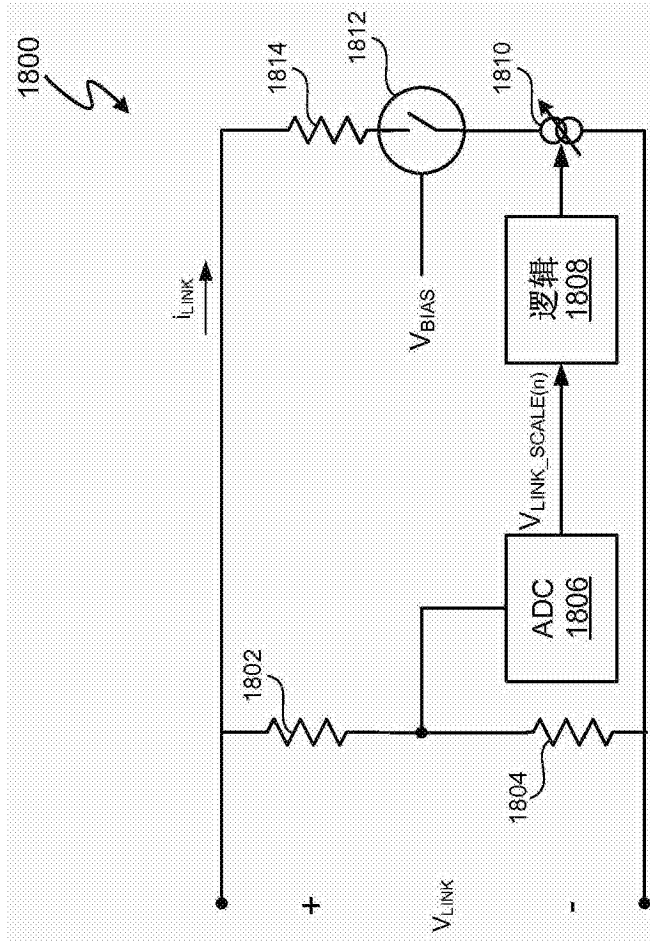 1800
i_LINK
1814
1812
1802
V_BIAS
1810
+
V_LINK
-
1804
ADC
1806
V_LINK_SCALE(n)
逻辑
1808